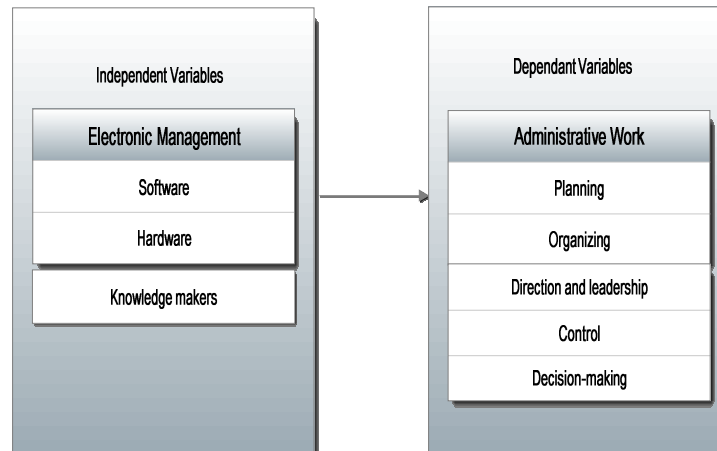 Independent Variables
Electronic Management
Software
Hardware
Knowledge makers
Dependant Variables
Administrative Work
Planning
Organizing
Direction and leadership
Control
Decision-making